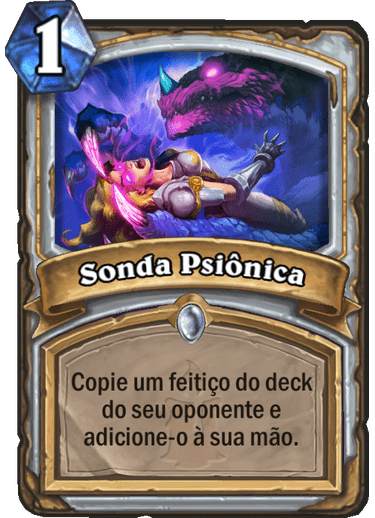 1
Sonda Psiônica
Copie um feitiço do deck
do seu oponente e
adicione-o à sua mão.